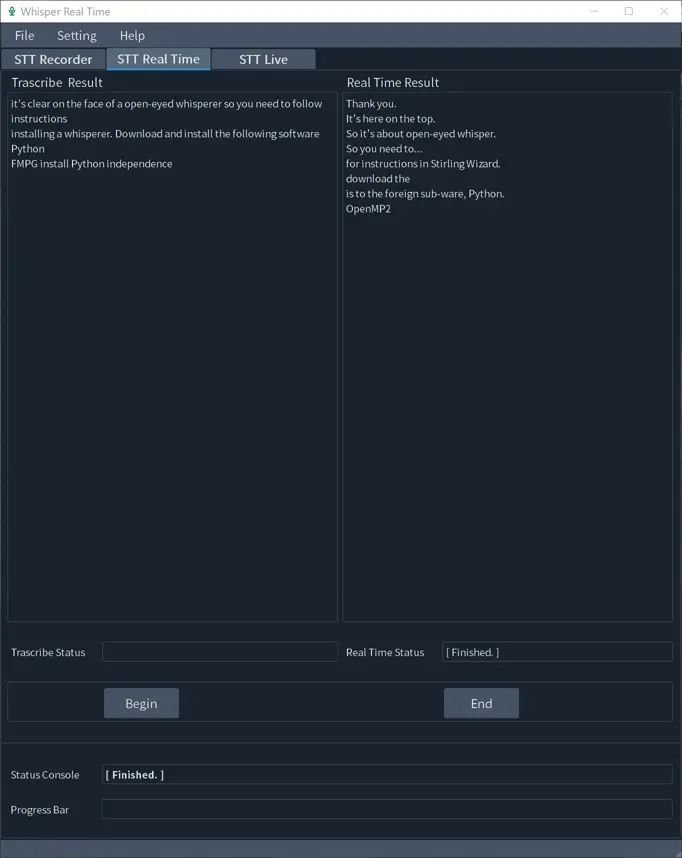 Whisper Real Time
File Setting Help
STT Recorder STT Real Time STT Live
Trascribe Result
it's clear on the face of a open-eyed whisperer so you need to follow
instructions
installing a whisperer. Download and install the following software
Python
FMPG install Python independence
Real Time Result
Thank you.
It's here on the top.
So it's about open-eyed whisper.
So you need to...
for instructions in Stirling Wizard.
download the
is to the foreign sub-ware, Python.
OpenMP2
Trascribe Status
Real Time Status [ Finished. ]
Begin End
Status Console [ Finished. ]
Progress Bar